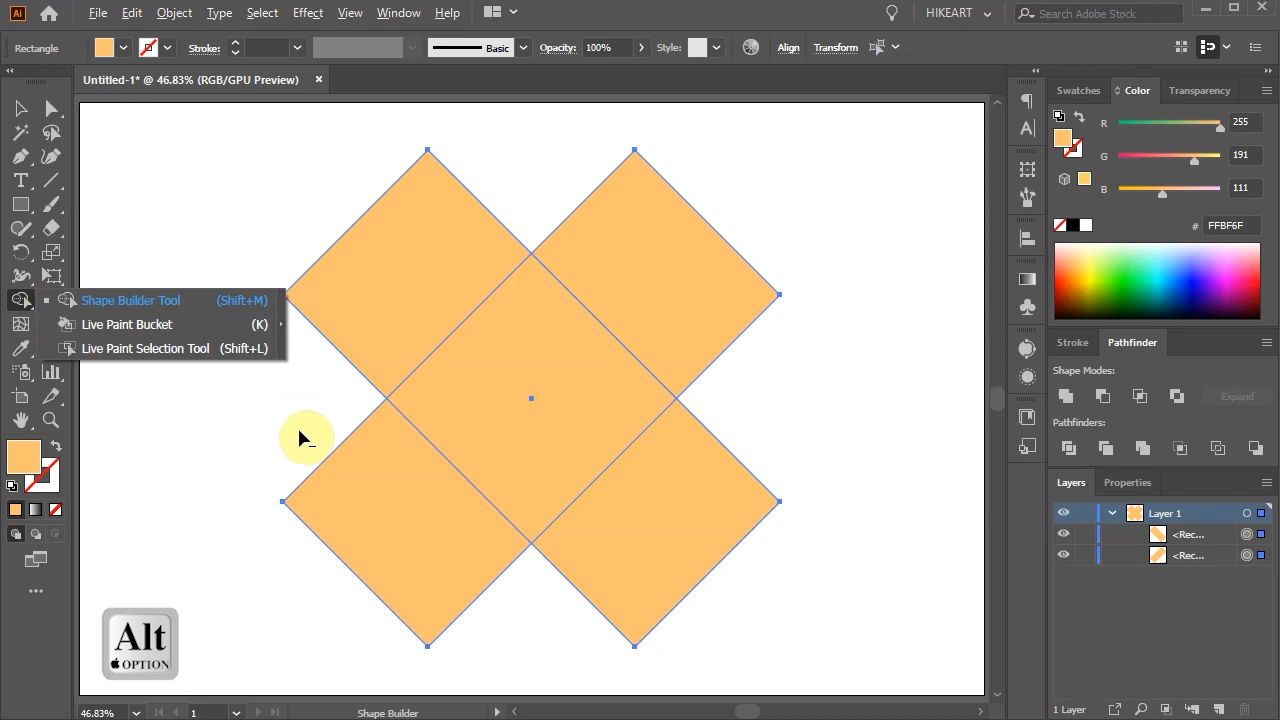 Ai File Edit Object Type Select Effect View Window Help HIKEART Search Adobe Stock
Rectangle Stroke: Basic Opacity: 100% Style: Align Transform
Untitled-1* @ 46.83% (RGB/GPU Preview) ×
Swatches Color Transparency
R 255
G 191
B 111
# FFBF6F
Shape Builder Tool (Shift+M)
Live Paint Bucket (K)
Live Paint Selection Tool (Shift+L)
Stroke Pathfinder
Shape Modes:
Expand
Pathfinders:
Layers Properties
Layer 1
<Rec...
<Rec...
Alt
OPTION
46.83% 1 Shape Builder
1 Layer